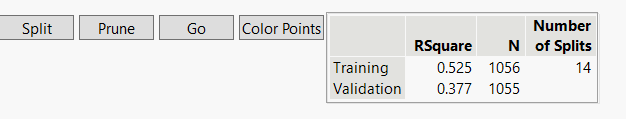 Split Prune Go Color Points
Number
RSquare N of Splits
Training 0.525 1056 14
Validation 0.377 1055